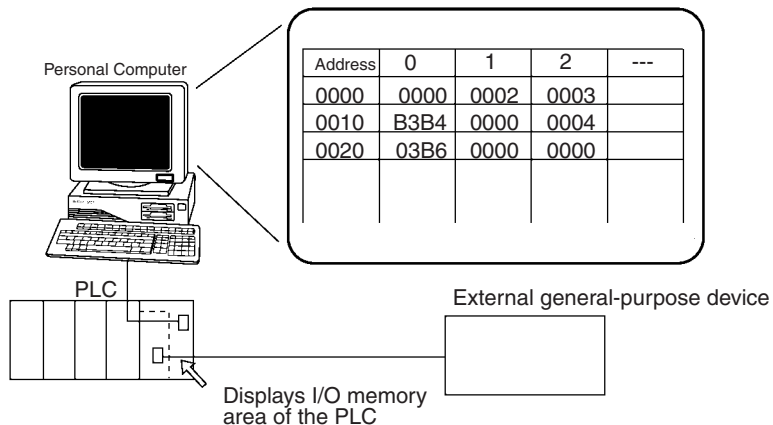 Personal Computer
Address 0 1 2 ---
0000 0000 0002 0003
0010 B3B4 0000 0004
0020 03B6 0000 0000
PLC
External general-purpose device
Displays I/O memory
area of the PLC